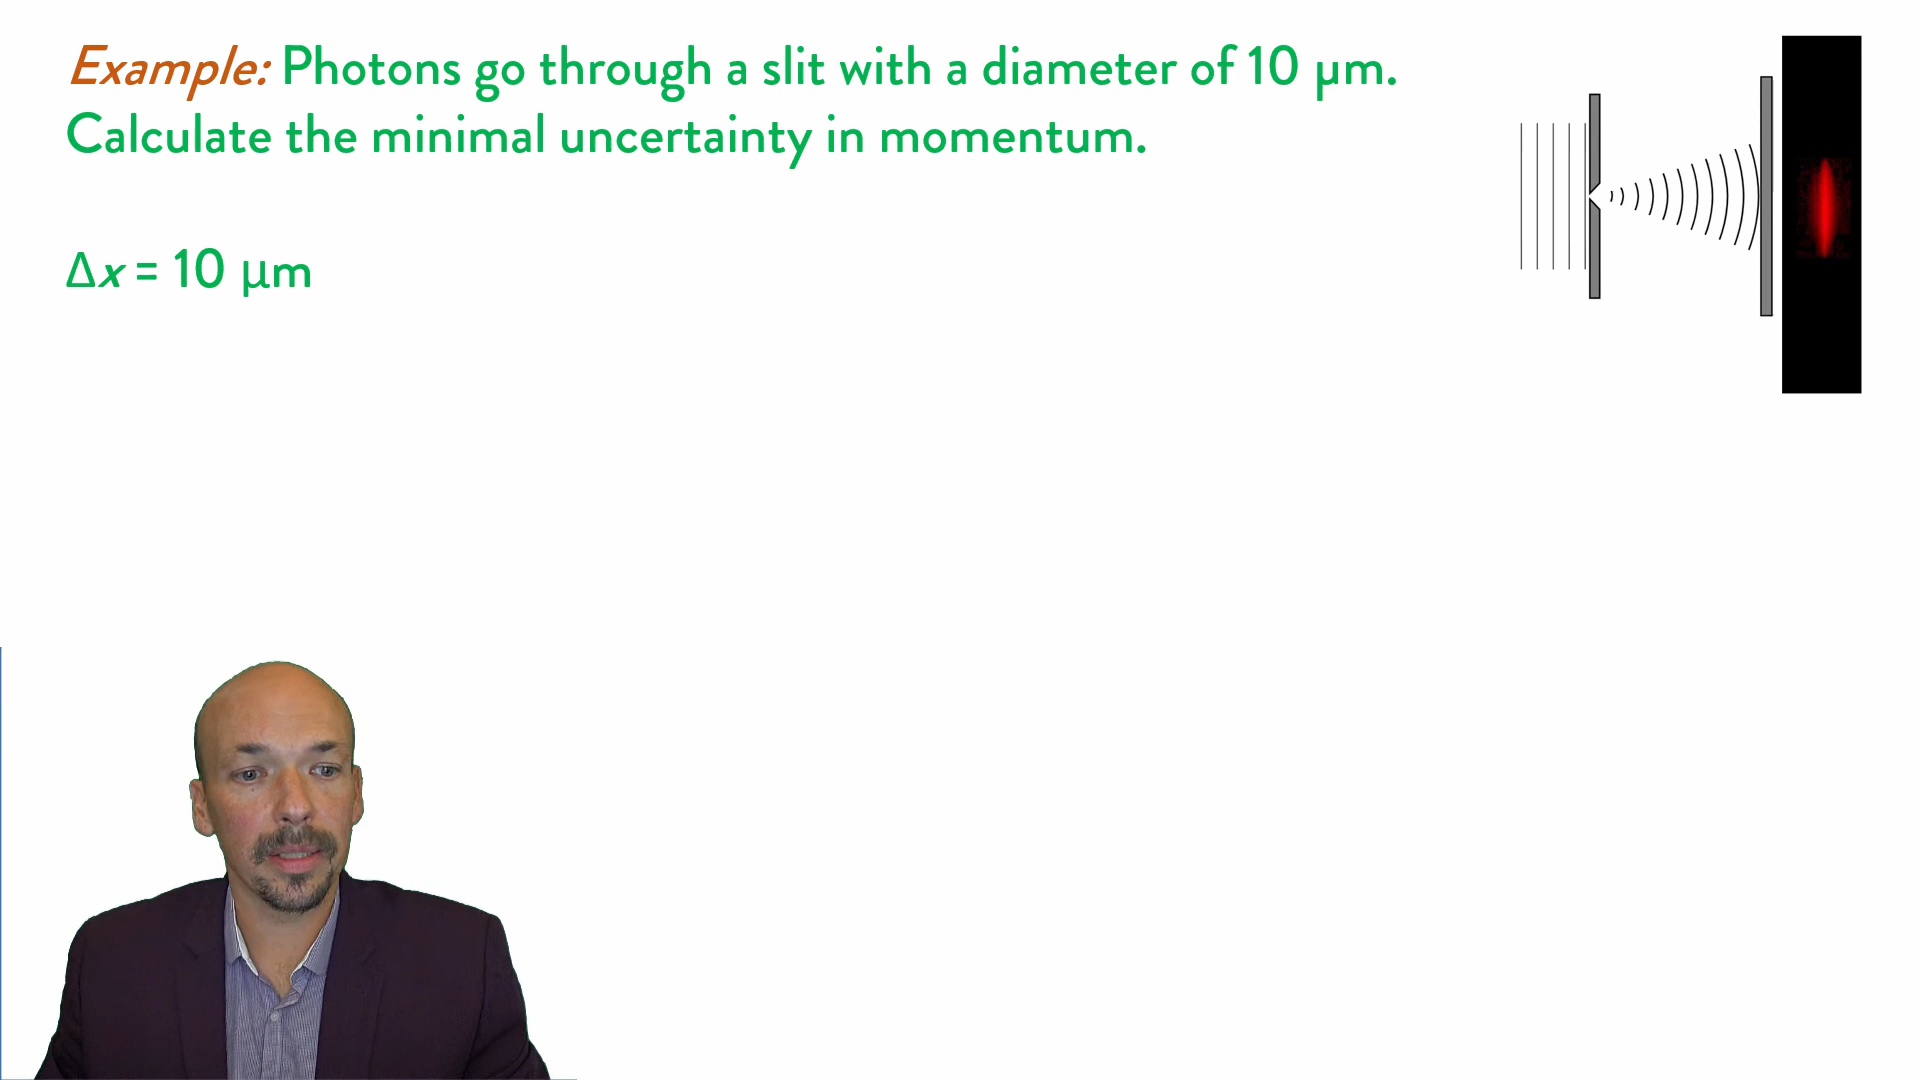 Example: Photons go through a slit with a diameter of 10 μm.
Calculate the minimal uncertainty in momentum.
Δx = 10 μm